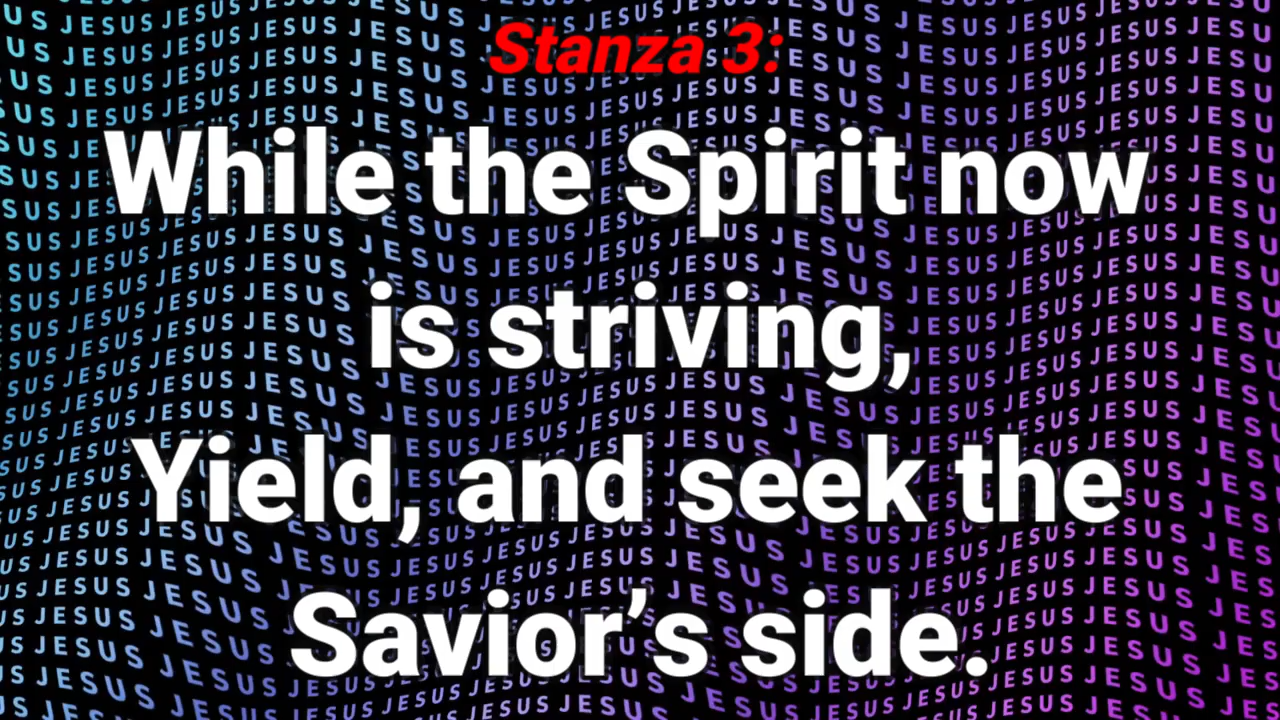 Stanza 3:
While the Spirit now
is striving,
Yield, and seek the
Savior’s side.